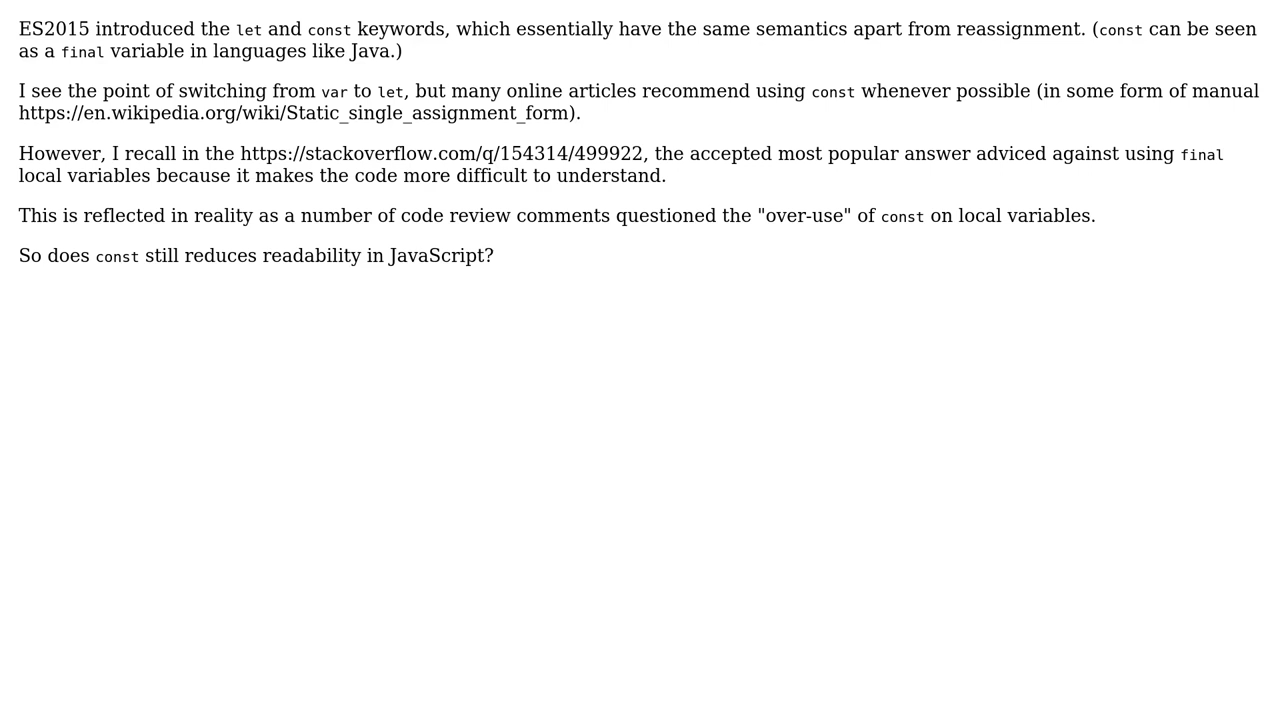 ES2015 introduced the let and const keywords, which essentially have the same semantics apart from reassignment. (const can be seen
as a final variable in languages like Java.)
I see the point of switching from var to let, but many online articles recommend using const whenever possible (in some form of manual
https://en.wikipedia.org/wiki/Static_single_assignment_form).
However, I recall in the https://stackoverflow.com/q/154314/499922, the accepted most popular answer adviced against using final
local variables because it makes the code more difficult to understand.
This is reflected in reality as a number of code review comments questioned the "over-use" of const on local variables.
So does const still reduces readability in JavaScript?